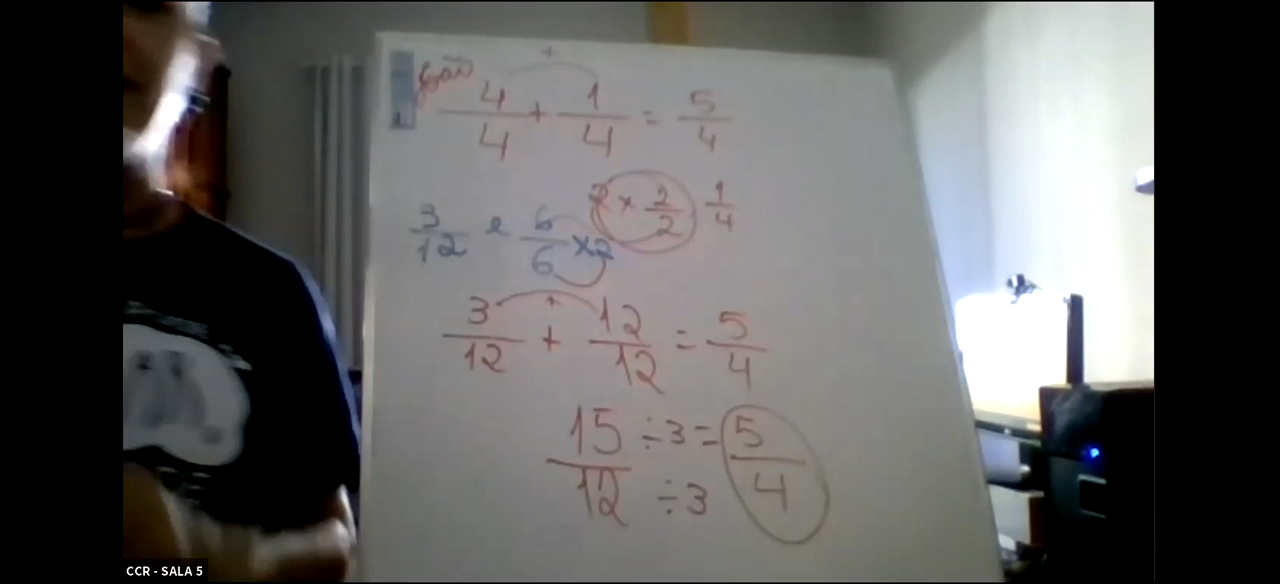 João
+
4/4 + 1/4 = 5/4
2 × 2/2 1/4
3/12 e 6/6 ×2
+
3/12 + 12/12 = 5/4
15/12 ÷3 ÷3 = 5/4
CCR - SALA 5